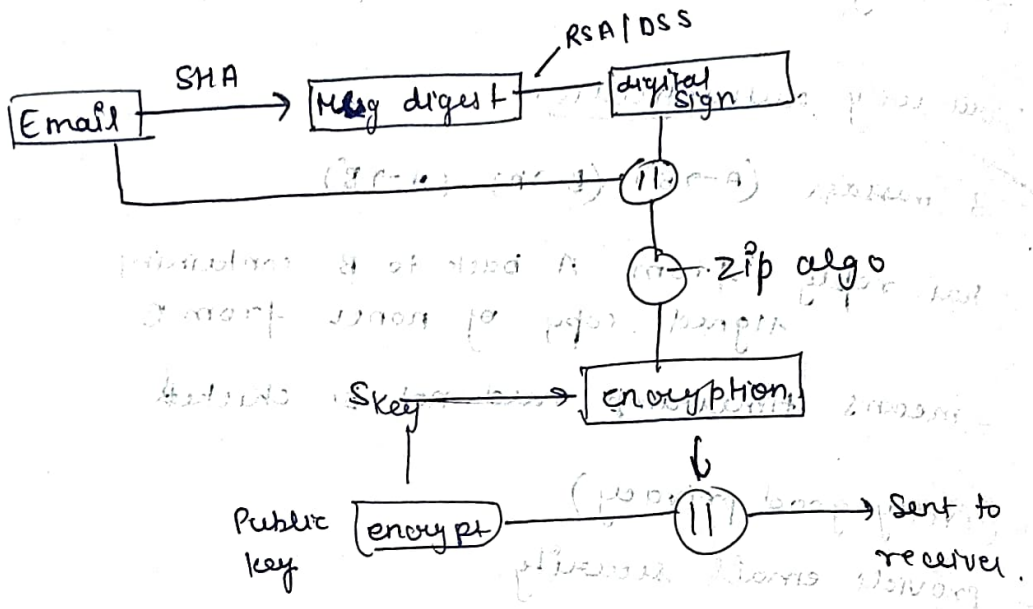 RSA/DSS
SHA
Email
Msg digest
digital
sign
||
zip algo
Skey
encryption
Public
key
encrypt
||
Sent to
receiver.